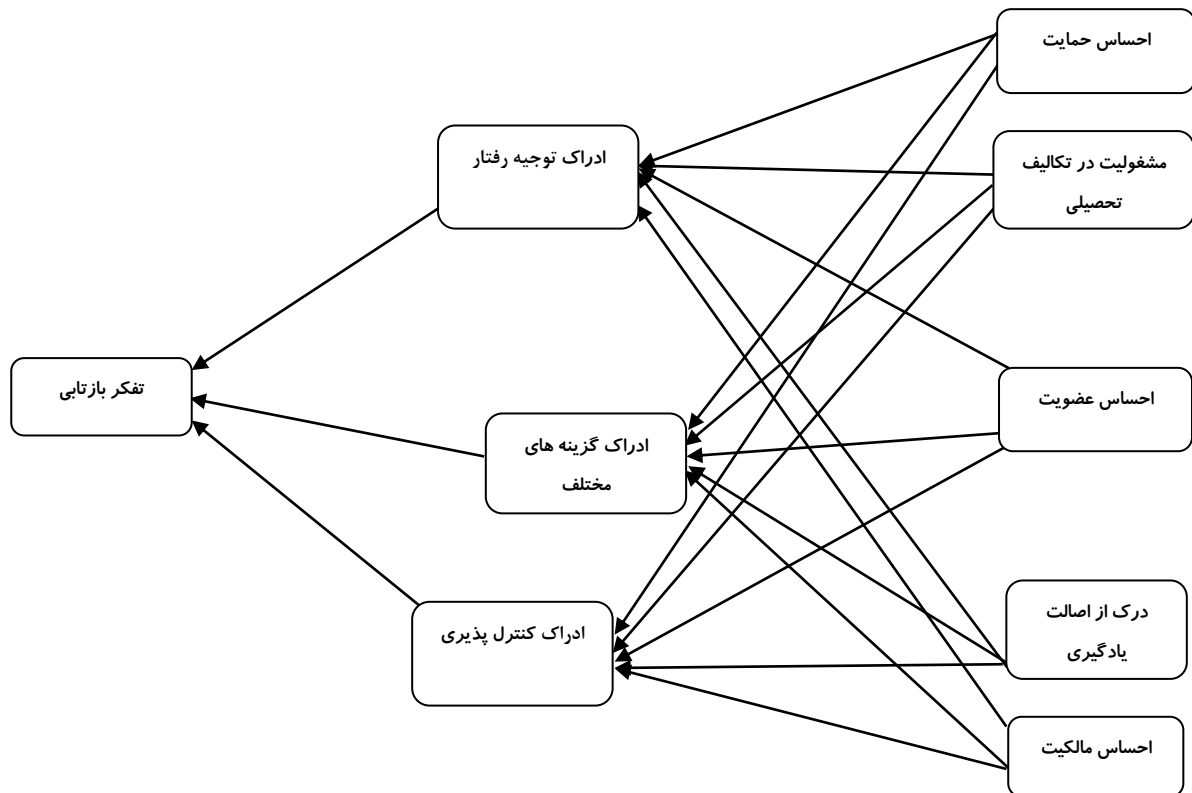 احساس حمایت
مشغولیت در تکالیف
تحصیلی
احساس عضویت
درک از اصالت
یادگیری
احساس مالکیت
ادراک توجیه رفتار
ادراک گزینه های
مختلف
ادراک کنترل پذیری
تفکر بازتابی